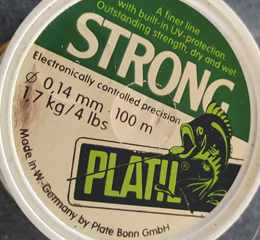 A finer line
with built-in UV-protection.
Outstanding strength, dry and wet
STRONG
Electronically controlled precision
Ø 0,14 mm - 100 m
1,7 kg/4 lbs
PLATIL®
Made in W.-Germany by Plate Bonn GmbH